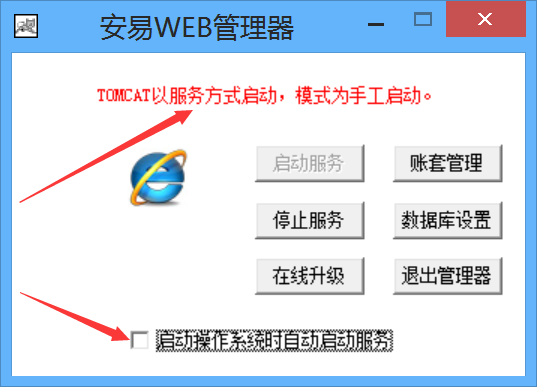 安易WEB管理器
TOMCAT以服务方式启动，模式为手工启动。
启动服务
账套管理
停止服务
数据库设置
在线升级
退出管理器
启动操作系统时自动启动服务